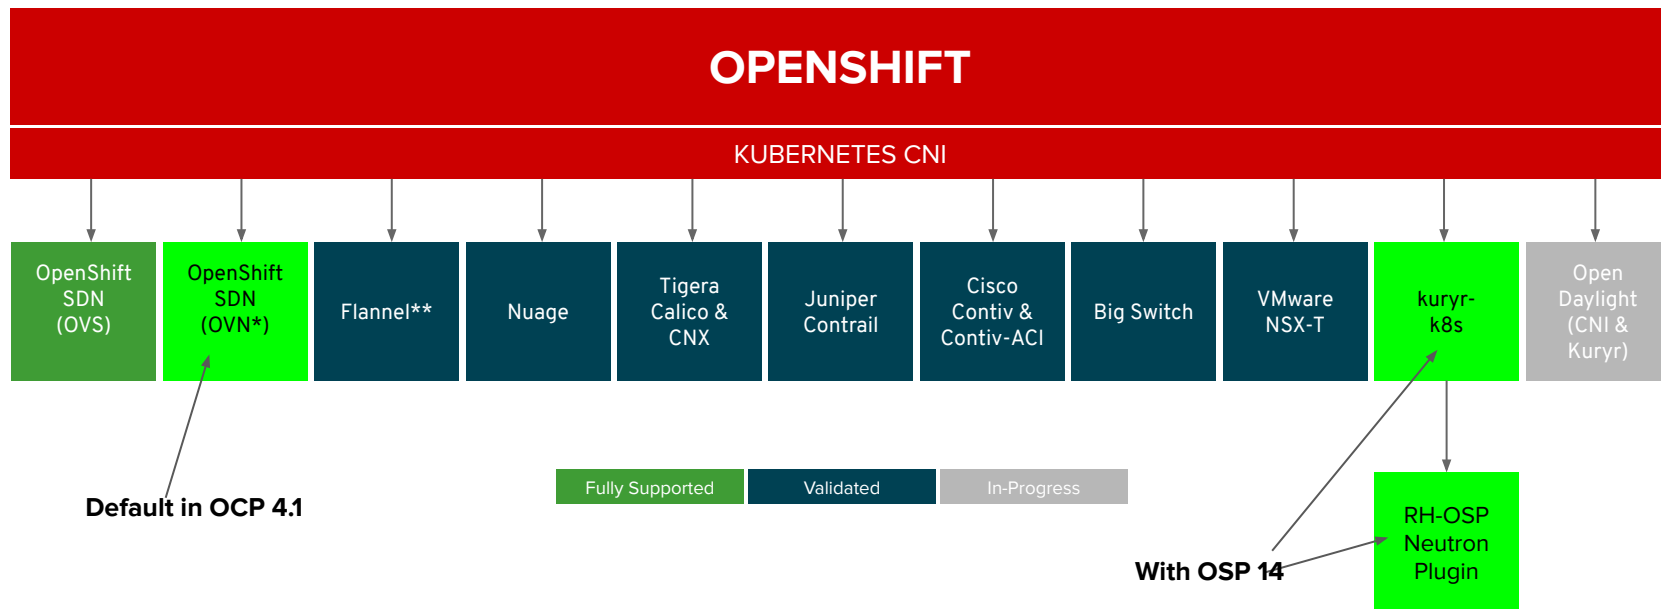 OPENSHIFT
KUBERNETES CNI
OpenShift
SDN
(OVS)
OpenShift
SDN
(OVN*)
Flannel**
Nuage
Tigera
Calico &
CNX
Juniper
Contrail
Cisco
Contiv &
Contiv-ACI
Big Switch
VMware
NSX-T
kuryr-
k8s
Open
Daylight
(CNI &
Kuryr)
Default in OCP 4.1
Fully Supported
Validated
In-Progress
With OSP 14
RH-OSP
Neutron
Plugin